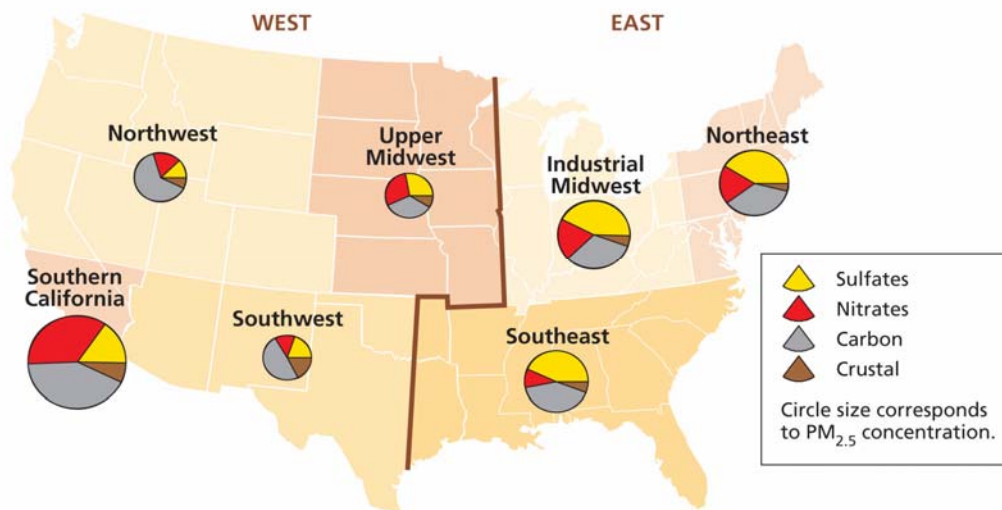 WEST
EAST
Northwest
Upper
Midwest
Industrial
Midwest
Northeast
Southern
California
Southwest
Southeast
Sulfates
Nitrates
Carbon
Crustal
Circle size corresponds
to PM2.5 concentration.